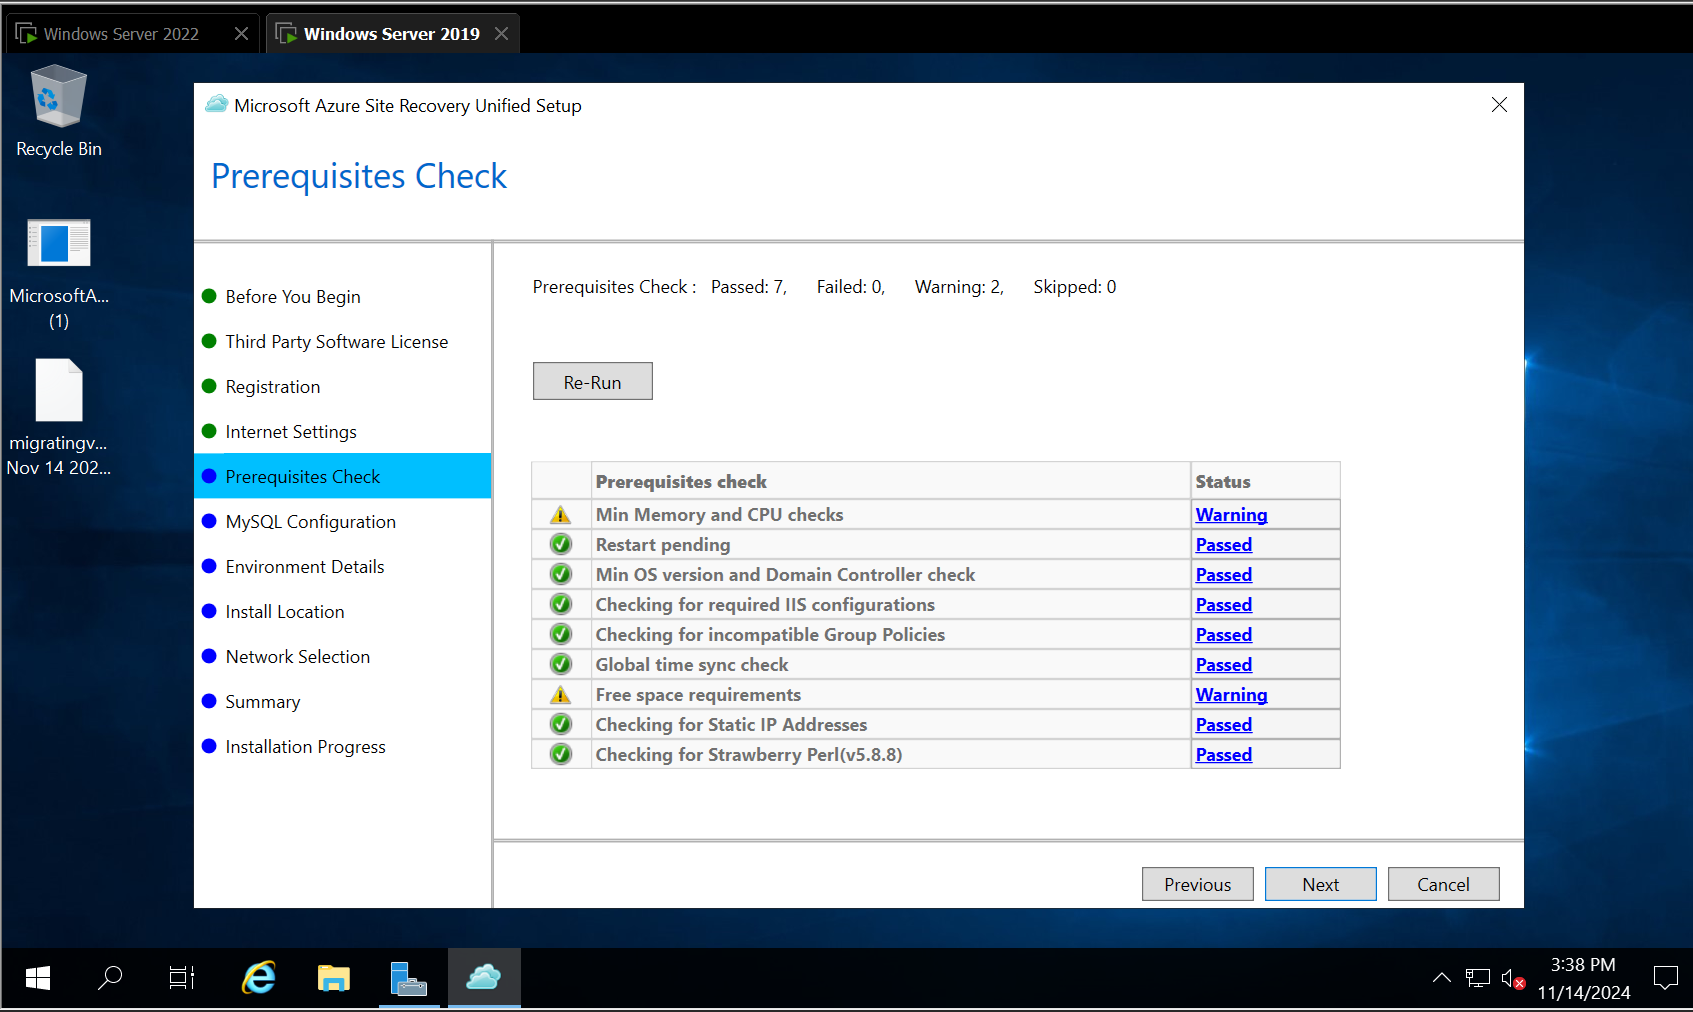 Windows Server 2022
Windows Server 2019
Recycle Bin
MicrosoftA...
(1)
migratingv...
Nov 14 202...
Microsoft Azure Site Recovery Unified Setup
Prerequisites Check
Before You Begin
Third Party Software License
Registration
Internet Settings
Prerequisites Check
MySQL Configuration
Environment Details
Install Location
Network Selection
Summary
Installation Progress
Prerequisites Check : Passed: 7, Failed: 0, Warning: 2, Skipped: 0
Re-Run
Prerequisites check Status
Min Memory and CPU checks Warning
Restart pending Passed
Min OS version and Domain Controller check Passed
Checking for required IIS configurations Passed
Checking for incompatible Group Policies Passed
Global time sync check Passed
Free space requirements Warning
Checking for Static IP Addresses Passed
Checking for Strawberry Perl(v5.8.8) Passed
Previous Next Cancel
3:38 PM
11/14/2024